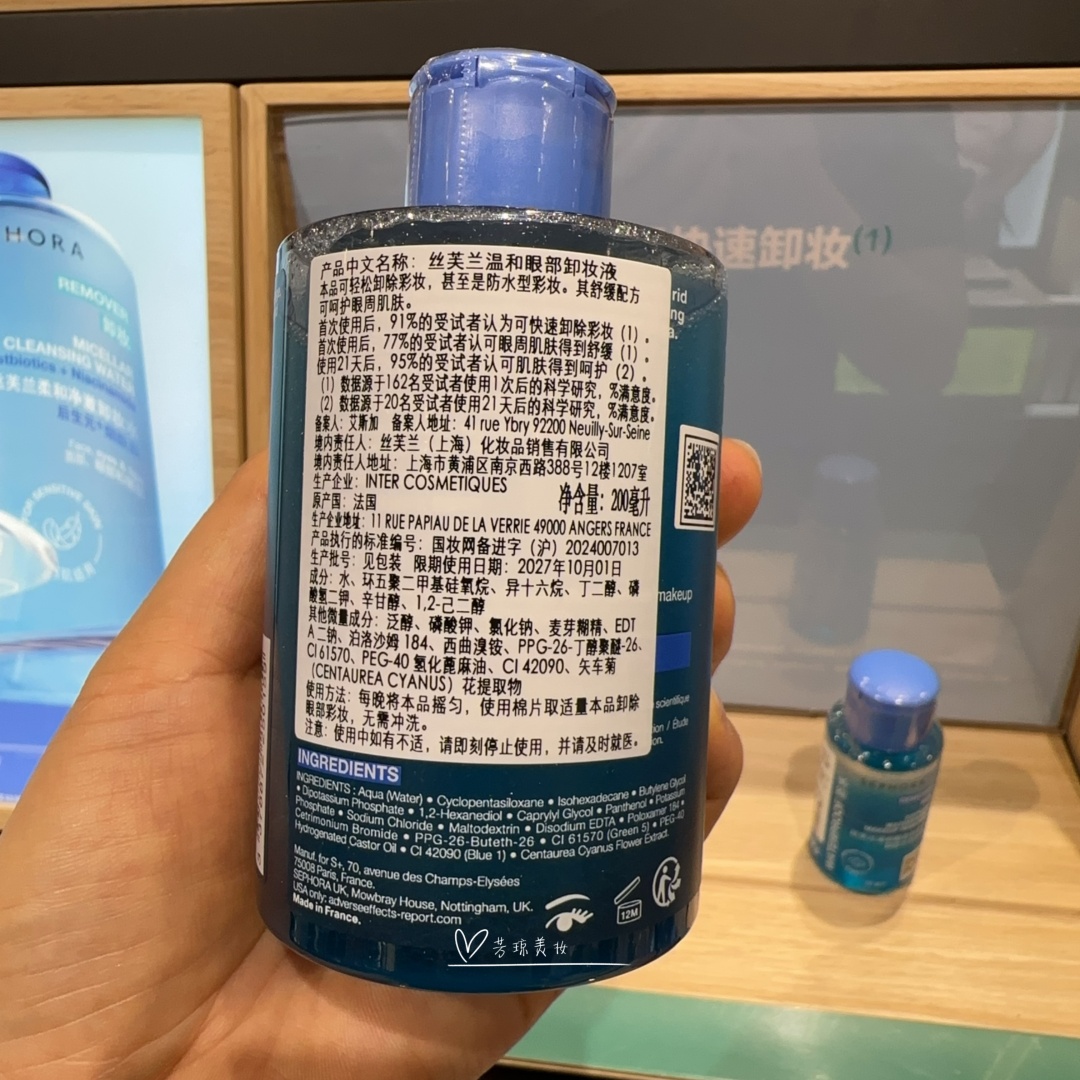 产品中文名称：丝芙兰温和眼部卸妆液
本品可轻松卸除彩妆，甚至是防水型彩妆。其舒缓配方
可呵护眼周肌肤。
首次使用后，91%的受试者认为可快速卸除彩妆（1）。
首次使用后，77%的受试者认可眼周肌肤得到舒缓（1）。
使用21天后，95%的受试者认可肌肤得到呵护（2）。
（1）数据源于162名受试者使用1次后的科学研究，%满意度。
（2）数据源于20名受试者使用21天后的科学研究，%满意度。
备案人：艾斯加 备案人地址：41 rue Ybry 92200 Neuilly-Sur-Seine
境内责任人：丝芙兰（上海）化妆品销售有限公司
境内责任人地址：上海市黄浦区南京西路388号12楼1207室
生产企业：INTER COSMETIQUES
原产国：法国
净含量：200毫升
生产企业地址：11 RUE PAPIAU DE LA VERRIE 49000 ANGERS FRANCE
产品执行的标准编号：国妆网备进字（沪）2024007013
生产批号：见包装 限期使用日期：2027年10月01日
成分：水、环五聚二甲基硅氧烷、异十六烷、丁二醇、磷
酸氢二钾、辛甘醇、1,2-己二醇
其他微量成分：泛醇、磷酸钾、氯化钠、麦芽糊精、EDT
A 二钠、泊洛沙姆 184、西曲溴铵、PPG-26-丁醇聚醚-26、
CI 61570、PEG-40 氢化蓖麻油、CI 42090、矢车菊
（CENTAUREA CYANUS）花提取物
使用方法：每晚将本品摇匀，使用棉片取适量本品卸除
眼部彩妆，无需冲洗。
注意：使用中如有不适，请即刻停止使用，并请及时就医。
INGREDIENTS
INGREDIENTS : Aqua (Water) • Cyclopentasiloxane • Isohexadecane • Butylene Glycol
• Dipotassium Phosphate • 1,2-Hexanediol • Caprylyl Glycol • Panthenol • Potassium
Phosphate • Sodium Chloride • Maltodextrin • Disodium EDTA • Poloxamer 184 •
Cetrimonium Bromide • PPG-26-Buteth-26 • CI 61570 (Green 5) • PEG-40
Hydrogenated Castor Oil • CI 42090 (Blue 1) • Centaurea Cyanus Flower Extract.
Manuf. for S+, 70, avenue des Champs-Elysées
75008 Paris, France.
SEPHORA UK, Mowbray House, Nottingham, UK.
USA only: adverseeffects-report.com
Made in France.
12M
芳琼美妆
rid
ng
a.
makeup
scientifique
ion / Étude
on.
速卸妆(1)
HORA
REMOVER
卸妆
MICELLAR
CLEANSING WATER
stbiotics + Niacin
丝芙兰柔和净
FOR SENSITIVE
WATERPROOF EYE